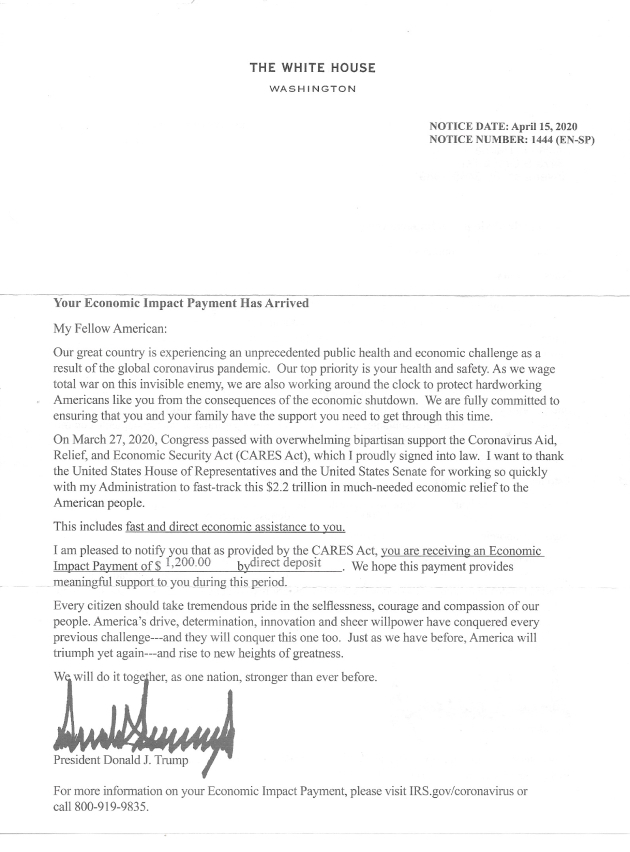 THE WHITE HOUSE
WASHINGTON
NOTICE DATE: April 15, 2020
NOTICE NUMBER: 1444 (EN-SP)
Your Economic Impact Payment Has Arrived
My Fellow American:
Our great country is experiencing an unprecedented public health and economic challenge as a
result of the global coronavirus pandemic.  Our top priority is your health and safety.  As we wage
total war on this invisible enemy, we are also working around the clock to protect hardworking
Americans like you from the consequences of the economic shutdown.  We are fully committed to
ensuring that you and your family have the support you need to get through this time.
On March 27, 2020, Congress passed with overwhelming bipartisan support the Coronavirus Aid,
Relief, and Economic Security Act (CARES Act), which I proudly signed into law.  I want to thank
the United States House of Representatives and the United States Senate for working so quickly
with my Administration to fast-track this $2.2 trillion in much-needed economic relief to the
American people.
This includes fast and direct economic assistance to you.
I am pleased to notify you that as provided by the CARES Act, you are receiving an Economic
Impact Payment of $ 1,200.00 by direct deposit .  We hope this payment provides
meaningful support to you during this period.
Every citizen should take tremendous pride in the selflessness, courage and compassion of our
people. America's drive, determination, innovation and sheer willpower have conquered every
previous challenge---and they will conquer this one too.  Just as we have before, America will
triumph yet again---and rise to new heights of greatness.
We will do it together, as one nation, stronger than ever before.
President Donald J. Trump
For more information on your Economic Impact Payment, please visit IRS.gov/coronavirus or
call 800-919-9835.